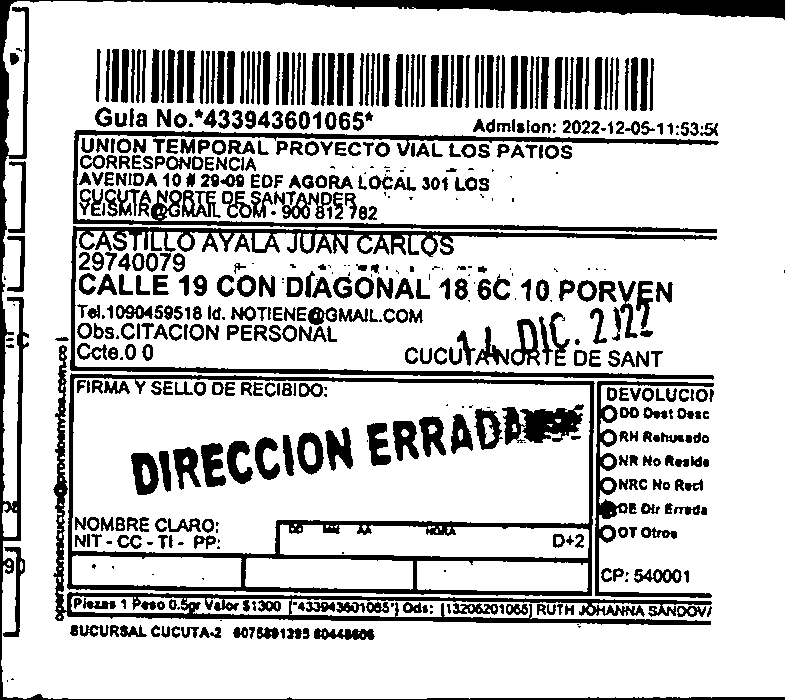 Guia No.*433943601065*
Admision: 2022-12-05-11:53:5
UNION TEMPORAL PROYECTO VIAL LOS PATIOS
CORRESPONDENCIA
AVENIDA 10 # 29-09 EDF AGORA LOCAL 301 LOS
CUCUTA NORTE DE SANTANDER
YEISMIR@GMAIL COM - 900 812 782
CASTILLO AYALA JUAN CARLOS
29740079
CALLE 19 CON DIAGONAL 18 6C 10 PORVEN
Tel.1090459518 Id. NOTIENE@GMAIL.COM
Obs.CITACION PERSONAL
14 DIC. 2022
Ccte.0 0
CUCUTA NORTE DE SANT
FIRMA Y SELLO DE RECIBIDO:
DIRECCION ERRADA
DEVOLUCION
DD Dest Desc
RH Rehusado
NR No Reside
NRC No Recl
DE Dir Errada
OT Otros
NOMBRE CLARO:
NIT - CC - TI - PP:
DD MM AA HORA
D+2
CP: 540001
Piezas 1 Peso 0.5gr Valor $1300 [*433943601065*] Ods: [13206201065] RUTH JOHANNA SANDOV
SUCURSAL CUCUTA-2 6075891395 60448606
operacionescucuta@prontoenvios.com.co